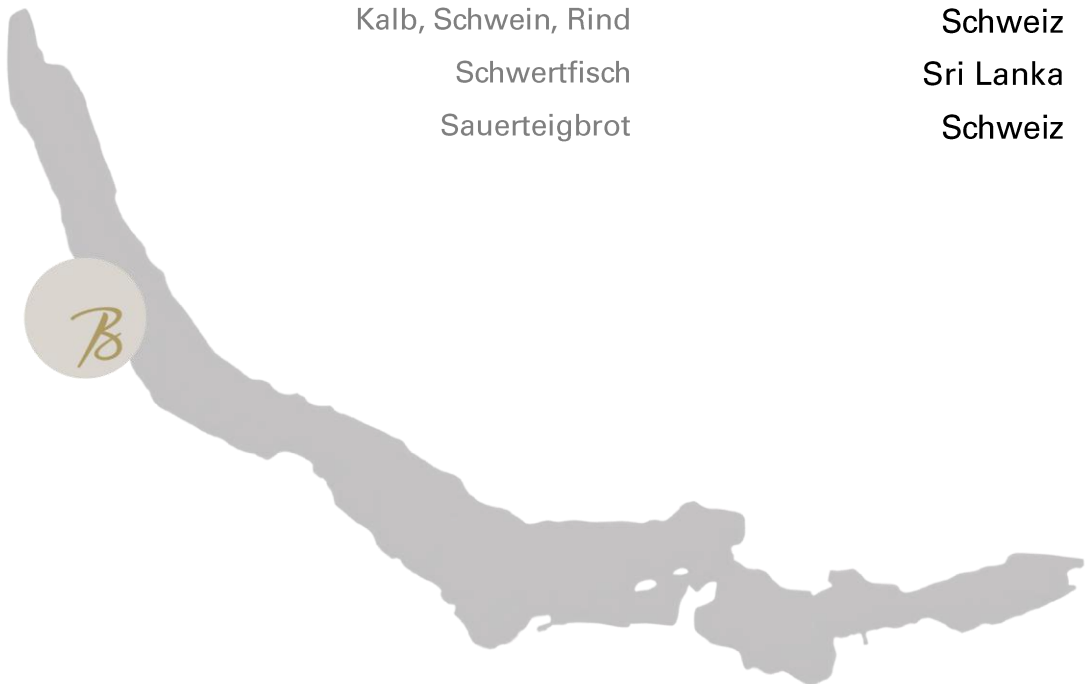 Kalb, Schwein, Rind Schweiz
Schwertfisch Sri Lanka
Sauerteigbrot Schweiz
B